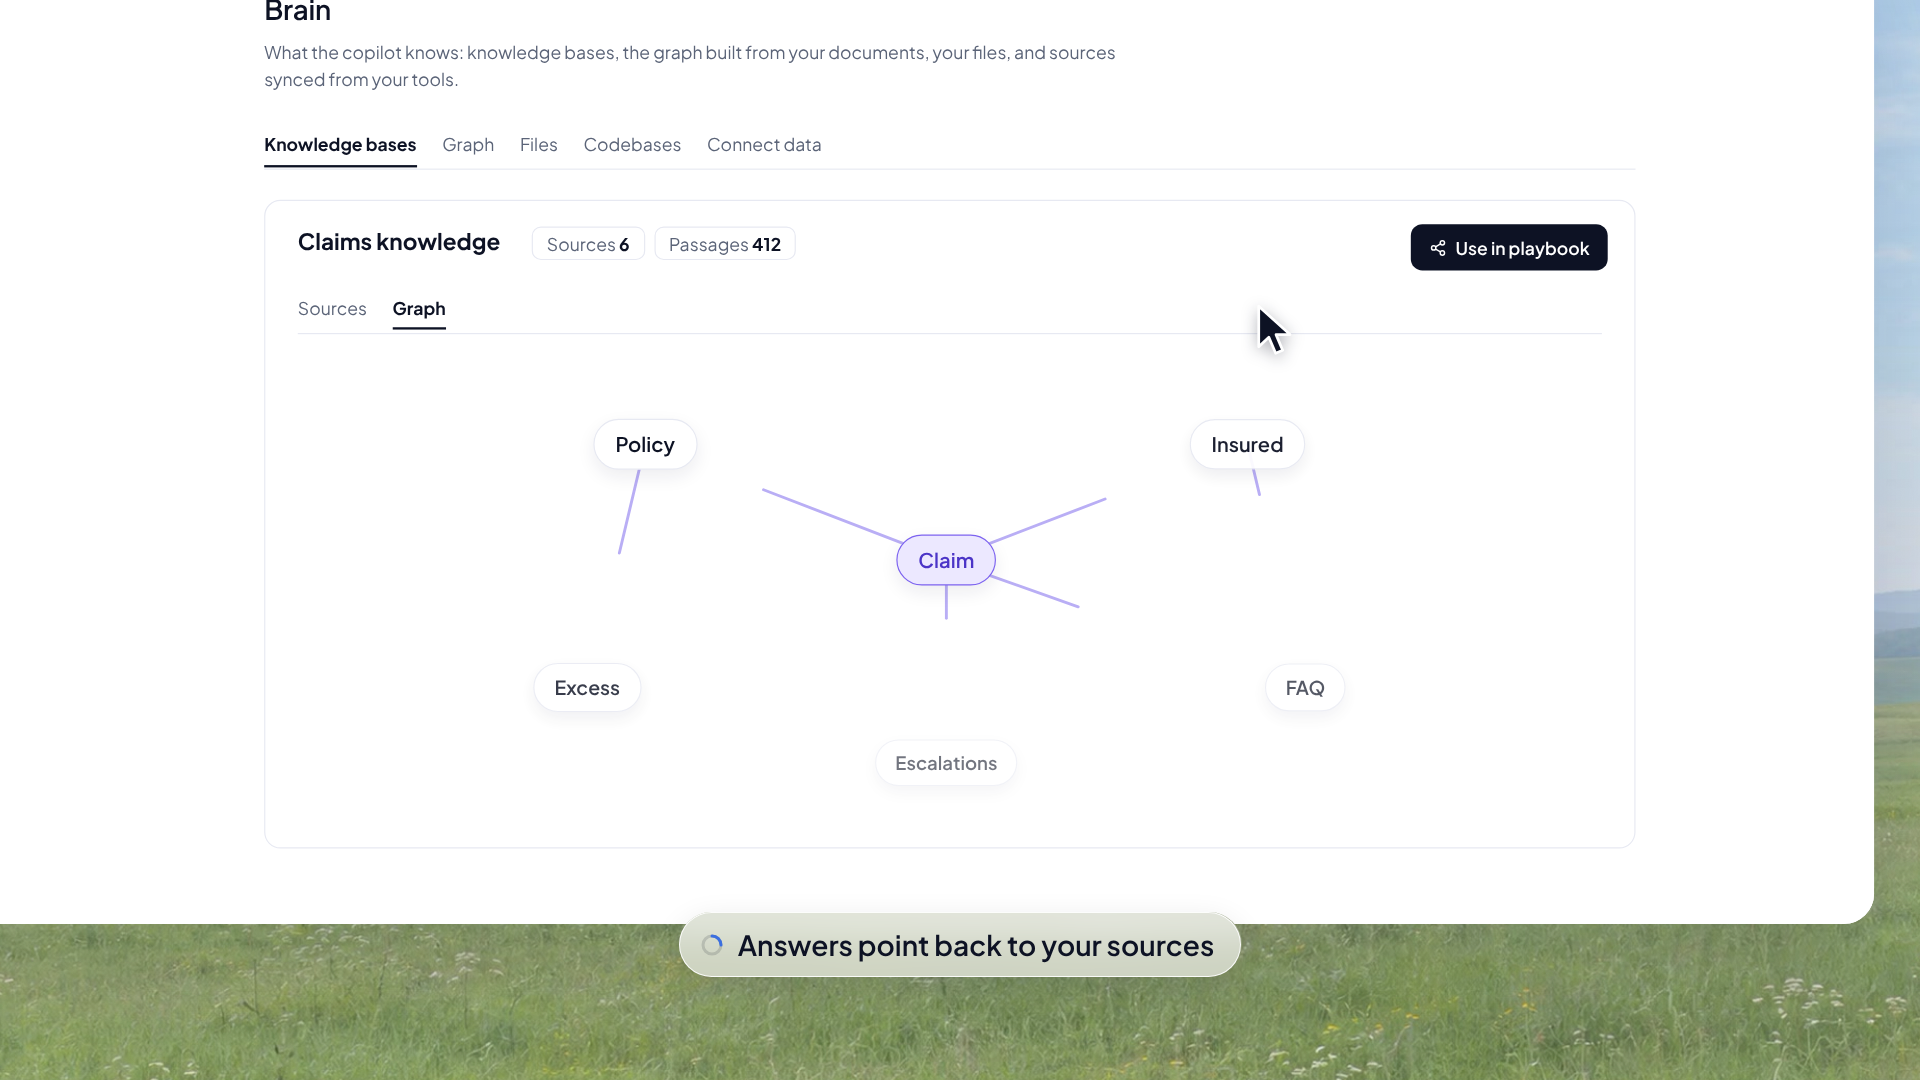 Brain
What the copilot knows: knowledge bases, the graph built from your documents, your files, and sources
synced from your tools.
Knowledge bases Graph Files Codebases Connect data
Claims knowledge Sources 6 Passages 412 Use in playbook
Sources Graph
Policy Insured
Claim
Excess FAQ
Escalations
Answers point back to your sources